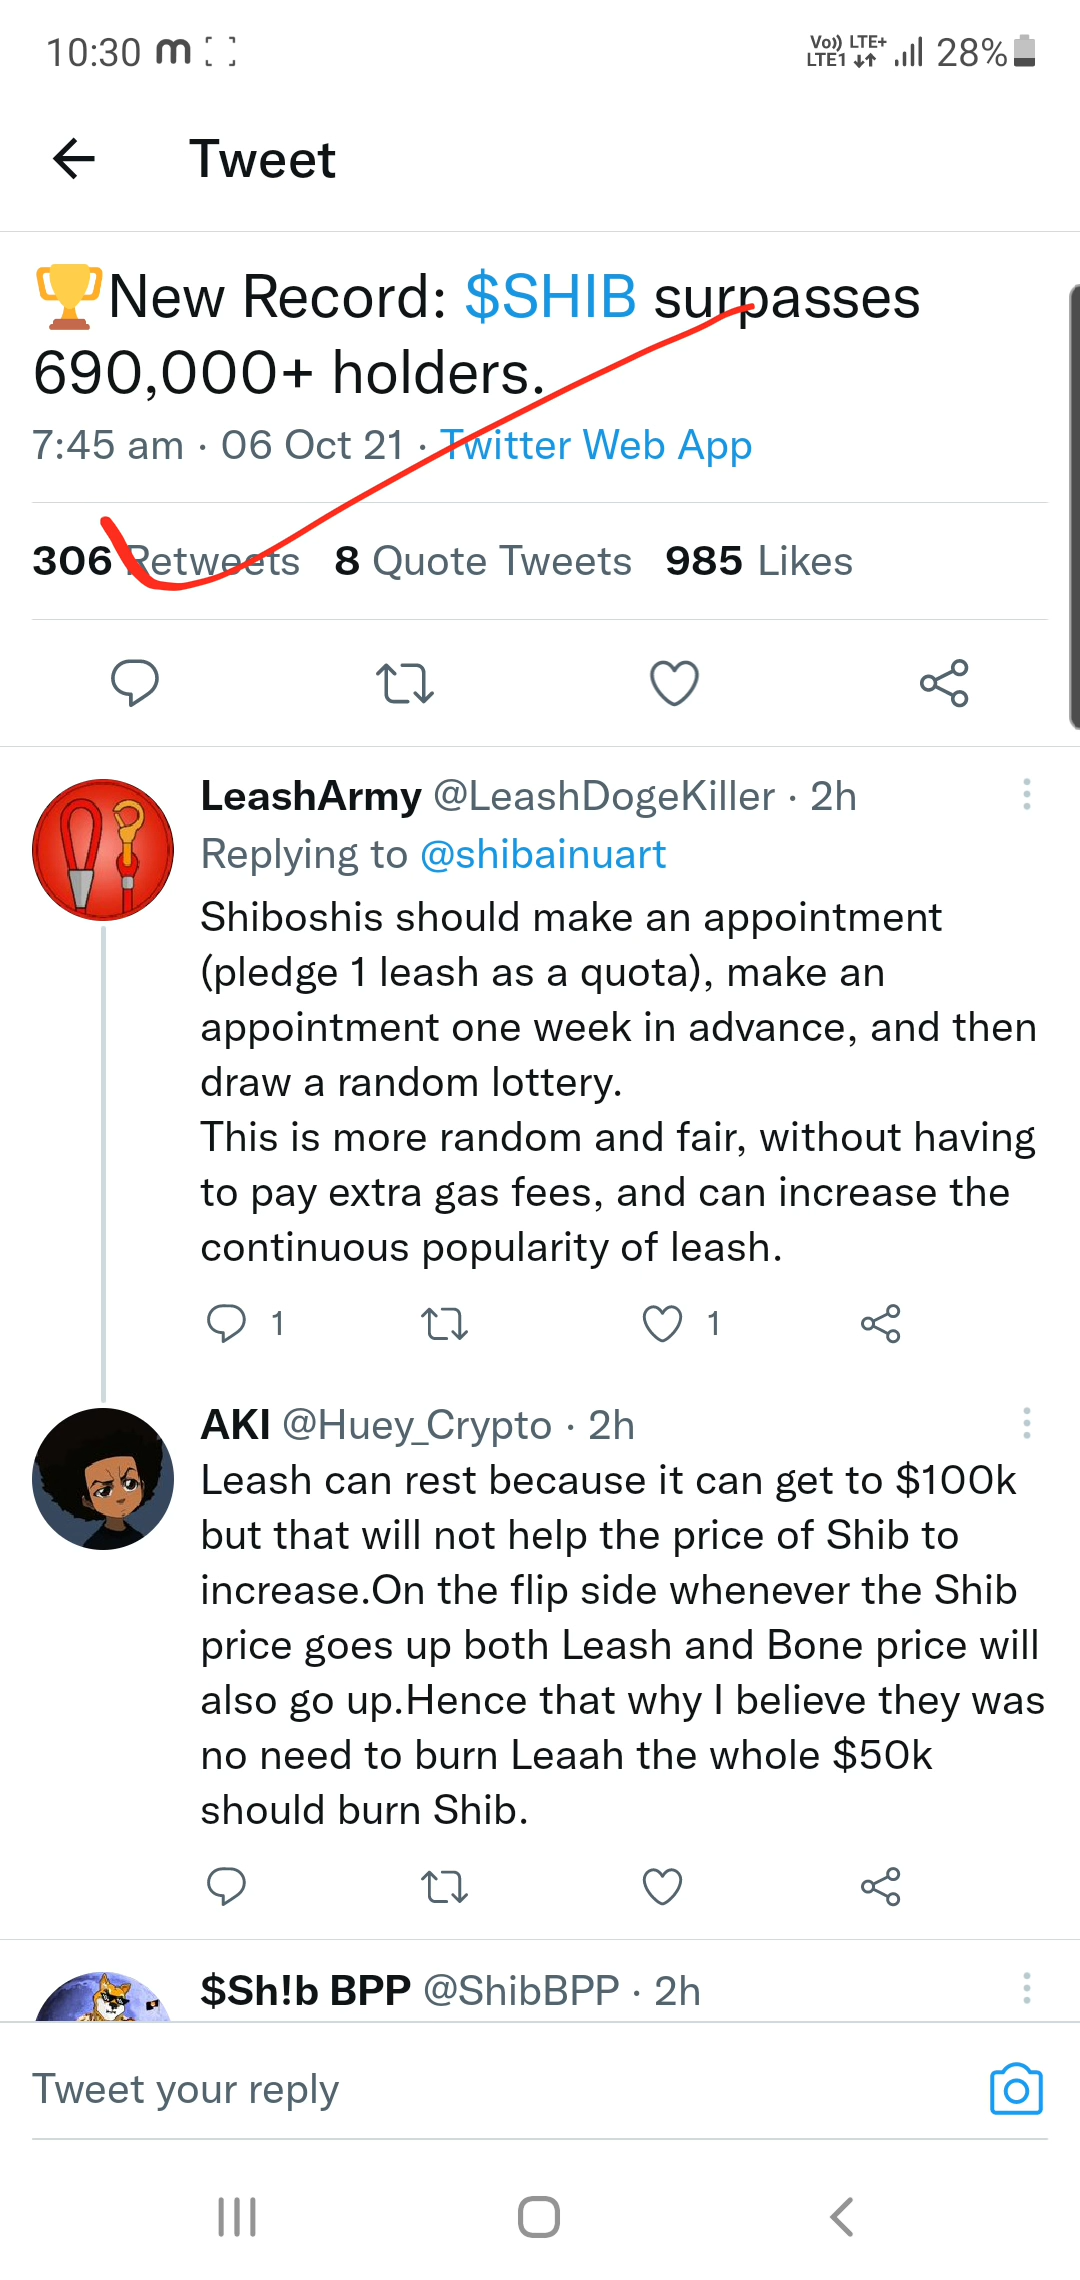 10:30 m Vo)) LTE+ LTE1 28%
Tweet
🏆New Record: $SHIB surpasses
690,000+ holders.
7:45 am · 06 Oct 21 · Twitter Web App
306 Retweets 8 Quote Tweets 985 Likes
LeashArmy @LeashDogeKiller · 2h
Replying to @shibainuart
Shiboshis should make an appointment
(pledge 1 leash as a quota), make an
appointment one week in advance, and then
draw a random lottery.
This is more random and fair, without having
to pay extra gas fees, and can increase the
continuous popularity of leash.
1 1
AKI @Huey_Crypto · 2h
Leash can rest because it can get to $100k
but that will not help the price of Shib to
increase.On the flip side whenever the Shib
price goes up both Leash and Bone price will
also go up.Hence that why I believe they was
no need to burn Leaah the whole $50k
should burn Shib.
$Sh!b BPP @ShibBPP · 2h
Tweet your reply